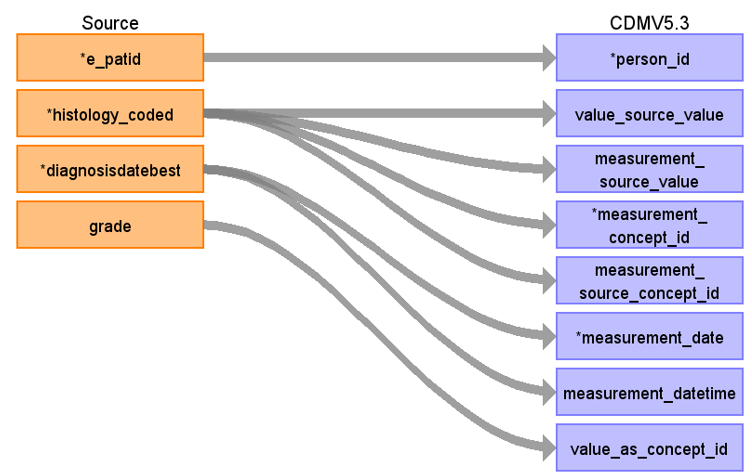 Source
CDMV5.3
*e_patid
*person_id
*histology_coded
value_source_value
*diagnosisdatebest
measurement_
source_value
grade
*measurement_
concept_id
measurement_
source_concept_id
*measurement_date
measurement_datetime
value_as_concept_id